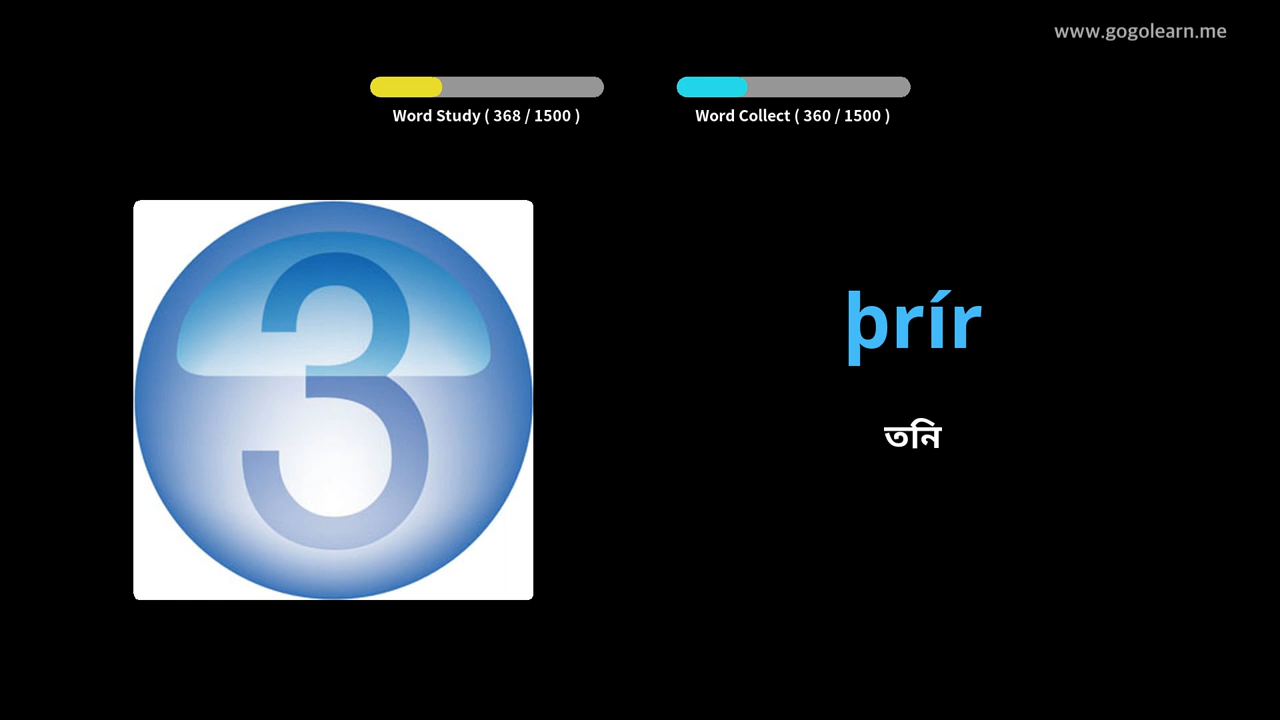 www.gogolearn.me
Word Study ( 368 / 1500 )
Word Collect ( 360 / 1500 )
3
þrír
তনি